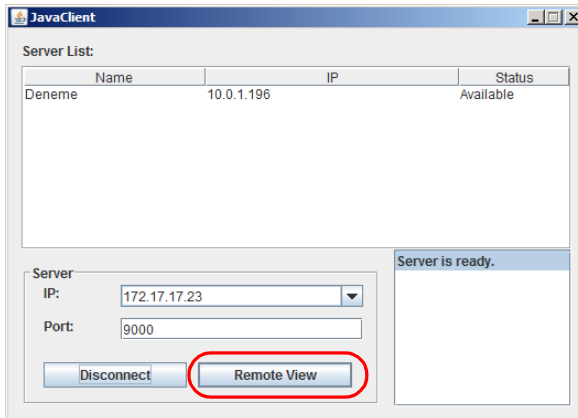 JavaClient
Server List:
Name IP Status
Deneme 10.0.1.196 Available
Server
IP: 172.17.17.23
Port: 9000
Disconnect Remote View
Server is ready.